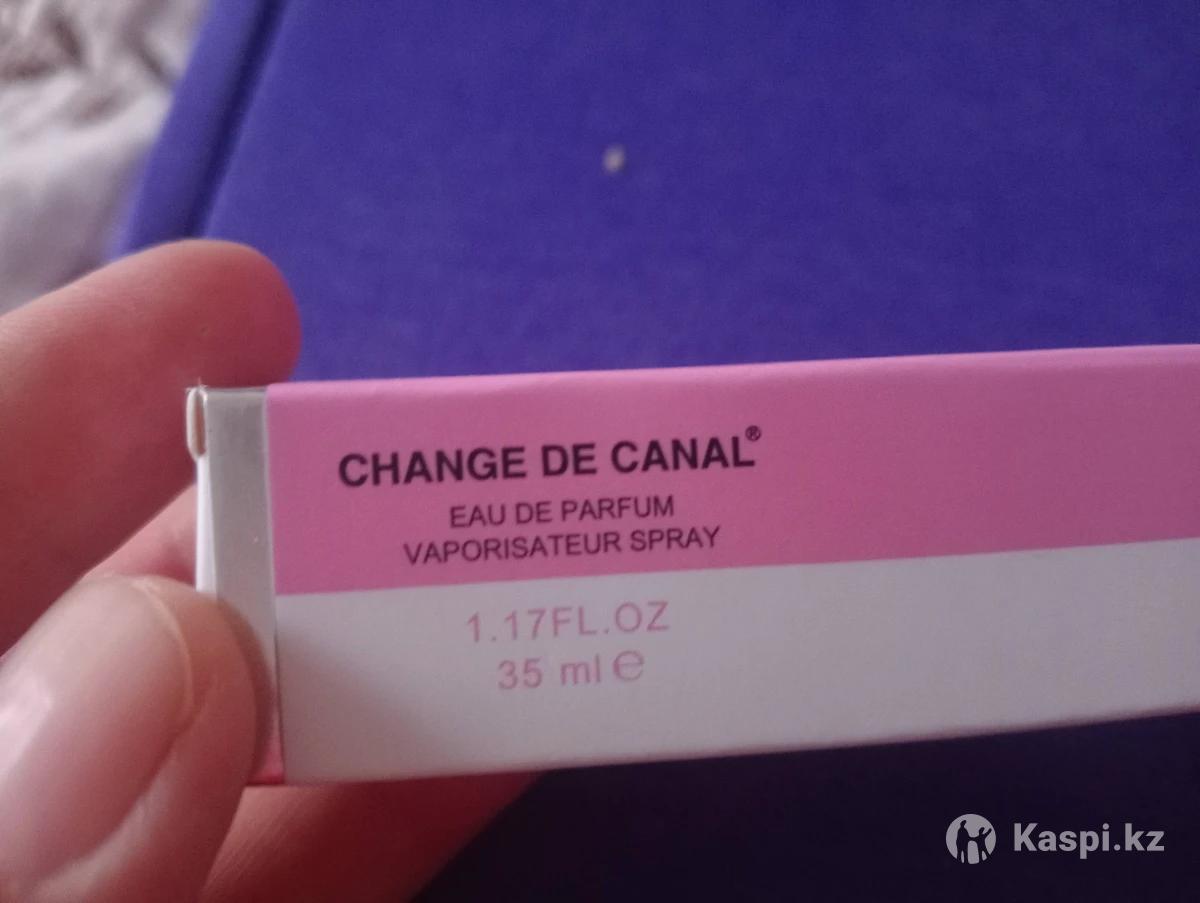 CHANGE DE CANAL®
EAU DE PARFUM
VAPORISATEUR SPRAY
1.17FL.OZ
35 ml ℮
Kaspi.kz